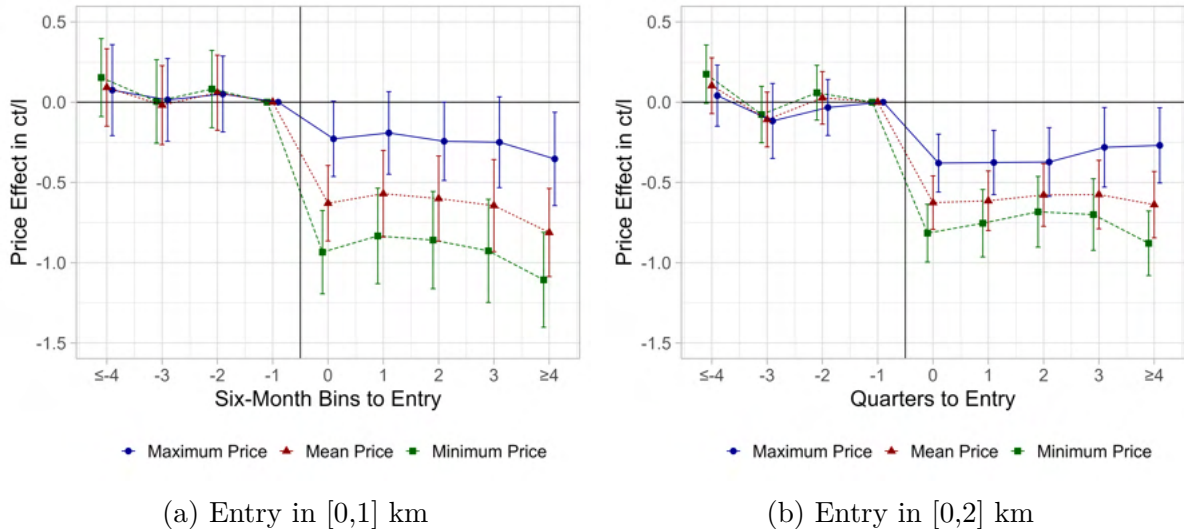 0.5
0.0
-0.5
-1.0
-1.5
Price Effect in ct/l
≤-4 -3 -2 -1 0 1 2 3 ≥4
Six-Month Bins to Entry
Maximum Price Mean Price Minimum Price
(a) Entry in [0,1] km
0.5
0.0
-0.5
-1.0
-1.5
Price Effect in ct/l
≤-4 -3 -2 -1 0 1 2 3 ≥4
Quarters to Entry
Maximum Price Mean Price Minimum Price
(b) Entry in [0,2] km